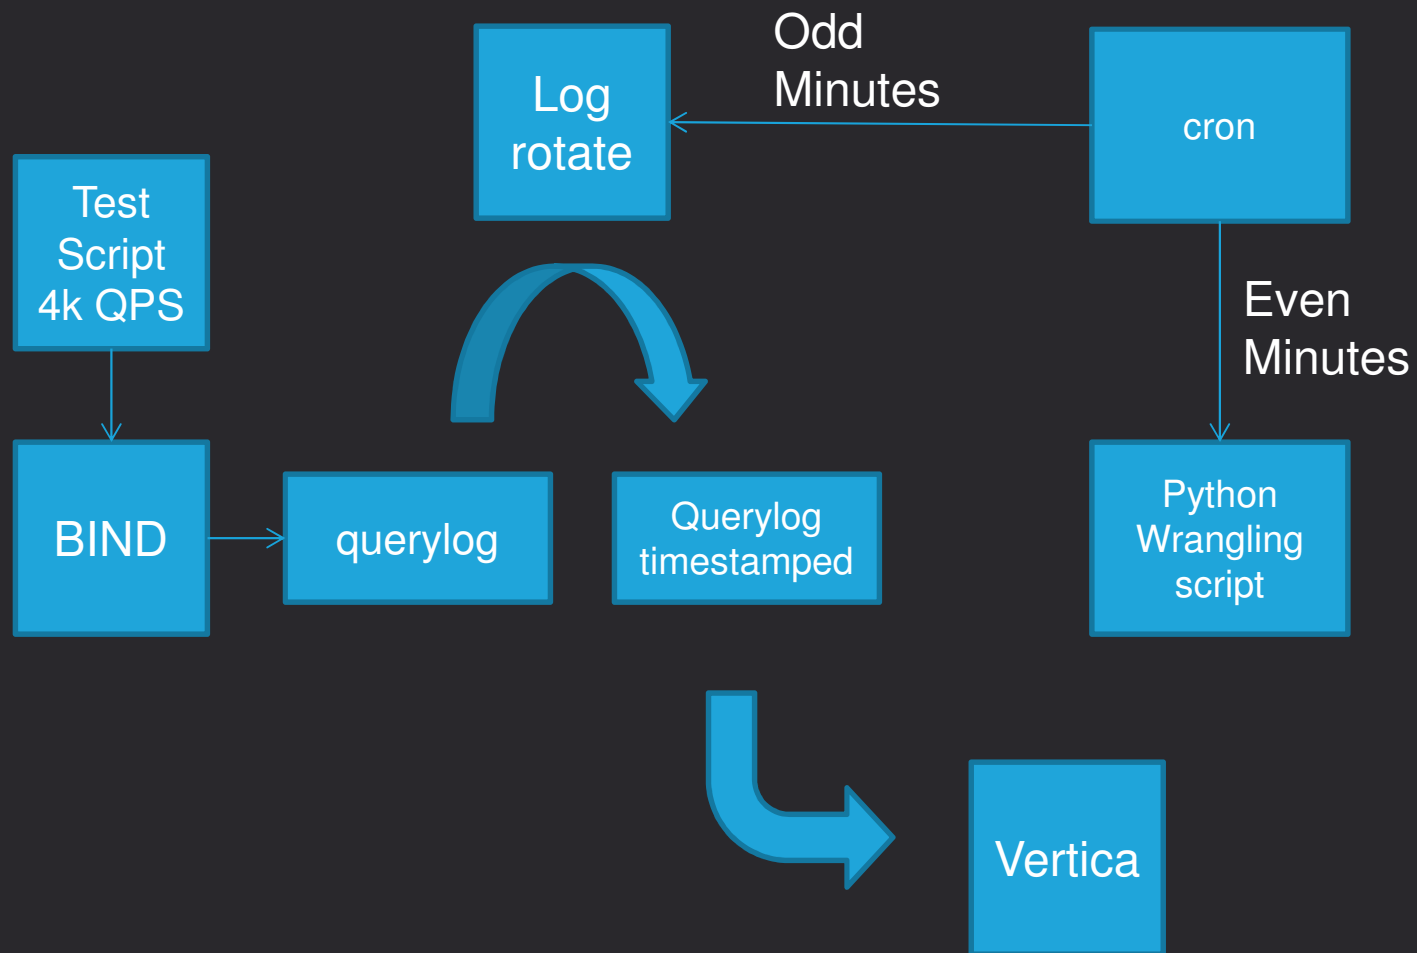 Odd
Minutes
Log
rotate
cron
Test
Script
4k QPS
Even
Minutes
BIND
querylog
Querylog
timestamped
Python
Wrangling
script
Vertica